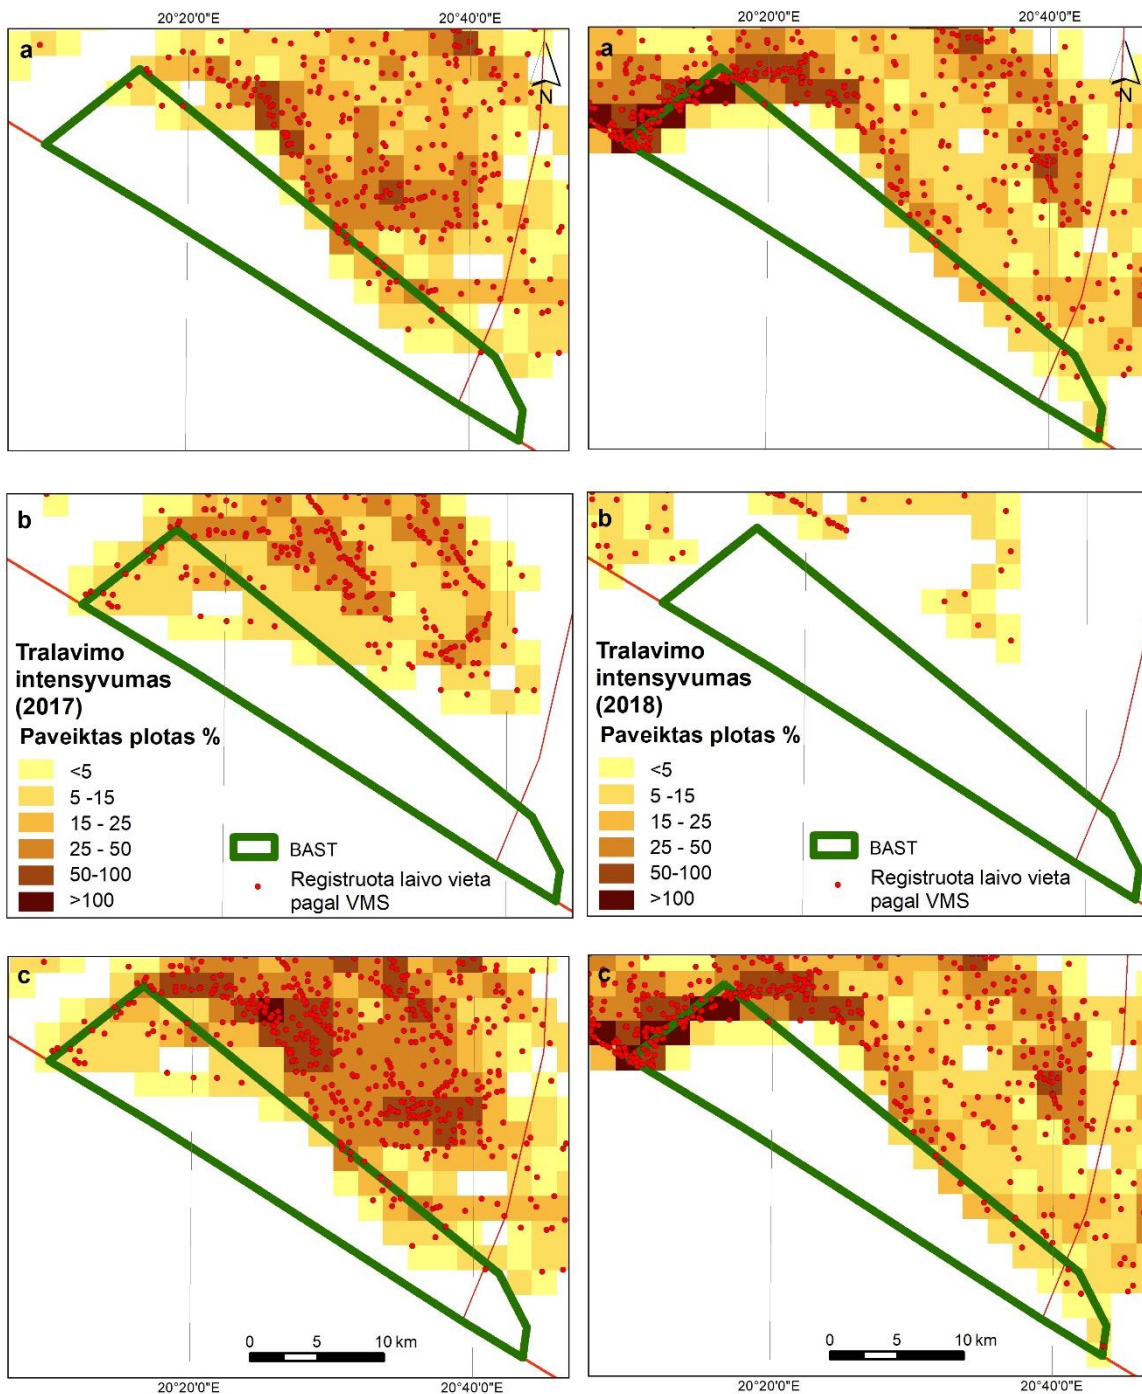 20°20'0"E
20°40'0"E
20°20'0"E
20°40'0"E
a
N
a
N
b
Tralavimo
intensyvumas
(2017)
Paveiktas plotas %
<5
5 -15
15 - 25
25 - 50
50-100
>100
BAST
Registruota laivo vieta
pagal VMS
b
Tralavimo
intensyvumas
(2018)
Paveiktas plotas %
<5
5 -15
15 - 25
25 - 50
50-100
>100
BAST
Registruota laivo vieta
pagal VMS
c
0 5 10 km
c
0 5 10 km
20°20'0"E
20°40'0"E
20°20'0"E
20°40'0"E